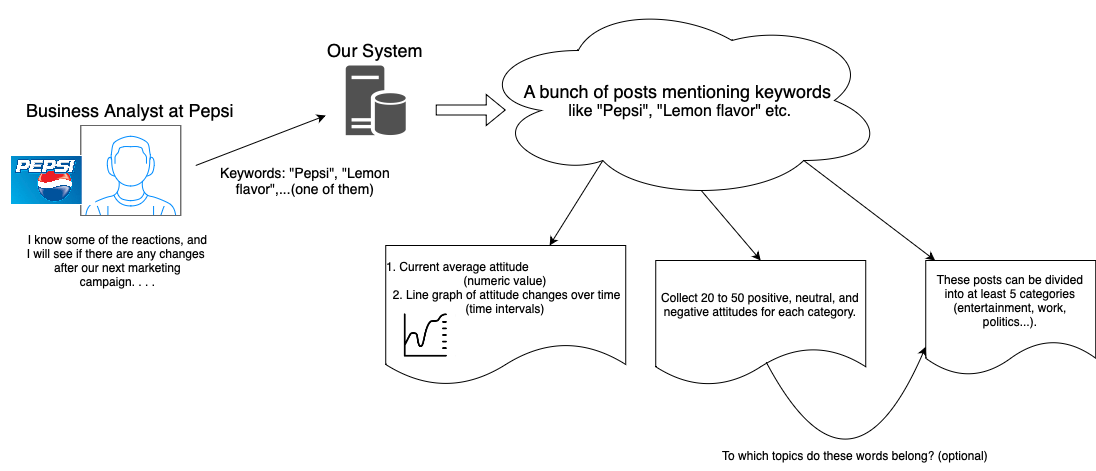 Our System
A bunch of posts mentioning keywords
like "Pepsi", "Lemon flavor" etc.
Business Analyst at Pepsi
PEPSI
Keywords: "Pepsi", "Lemon
flavor",...(one of them)
I know some of the reactions, and
I will see if there are any changes
after our next marketing
campaign. . . .
1. Current average attitude
(numeric value)
2. Line graph of attitude changes over time
(time intervals)
Collect 20 to 50 positive, neutral, and
negative attitudes for each category.
These posts can be divided
into at least 5 categories
(entertainment, work,
politics...).
To which topics do these words belong? (optional)